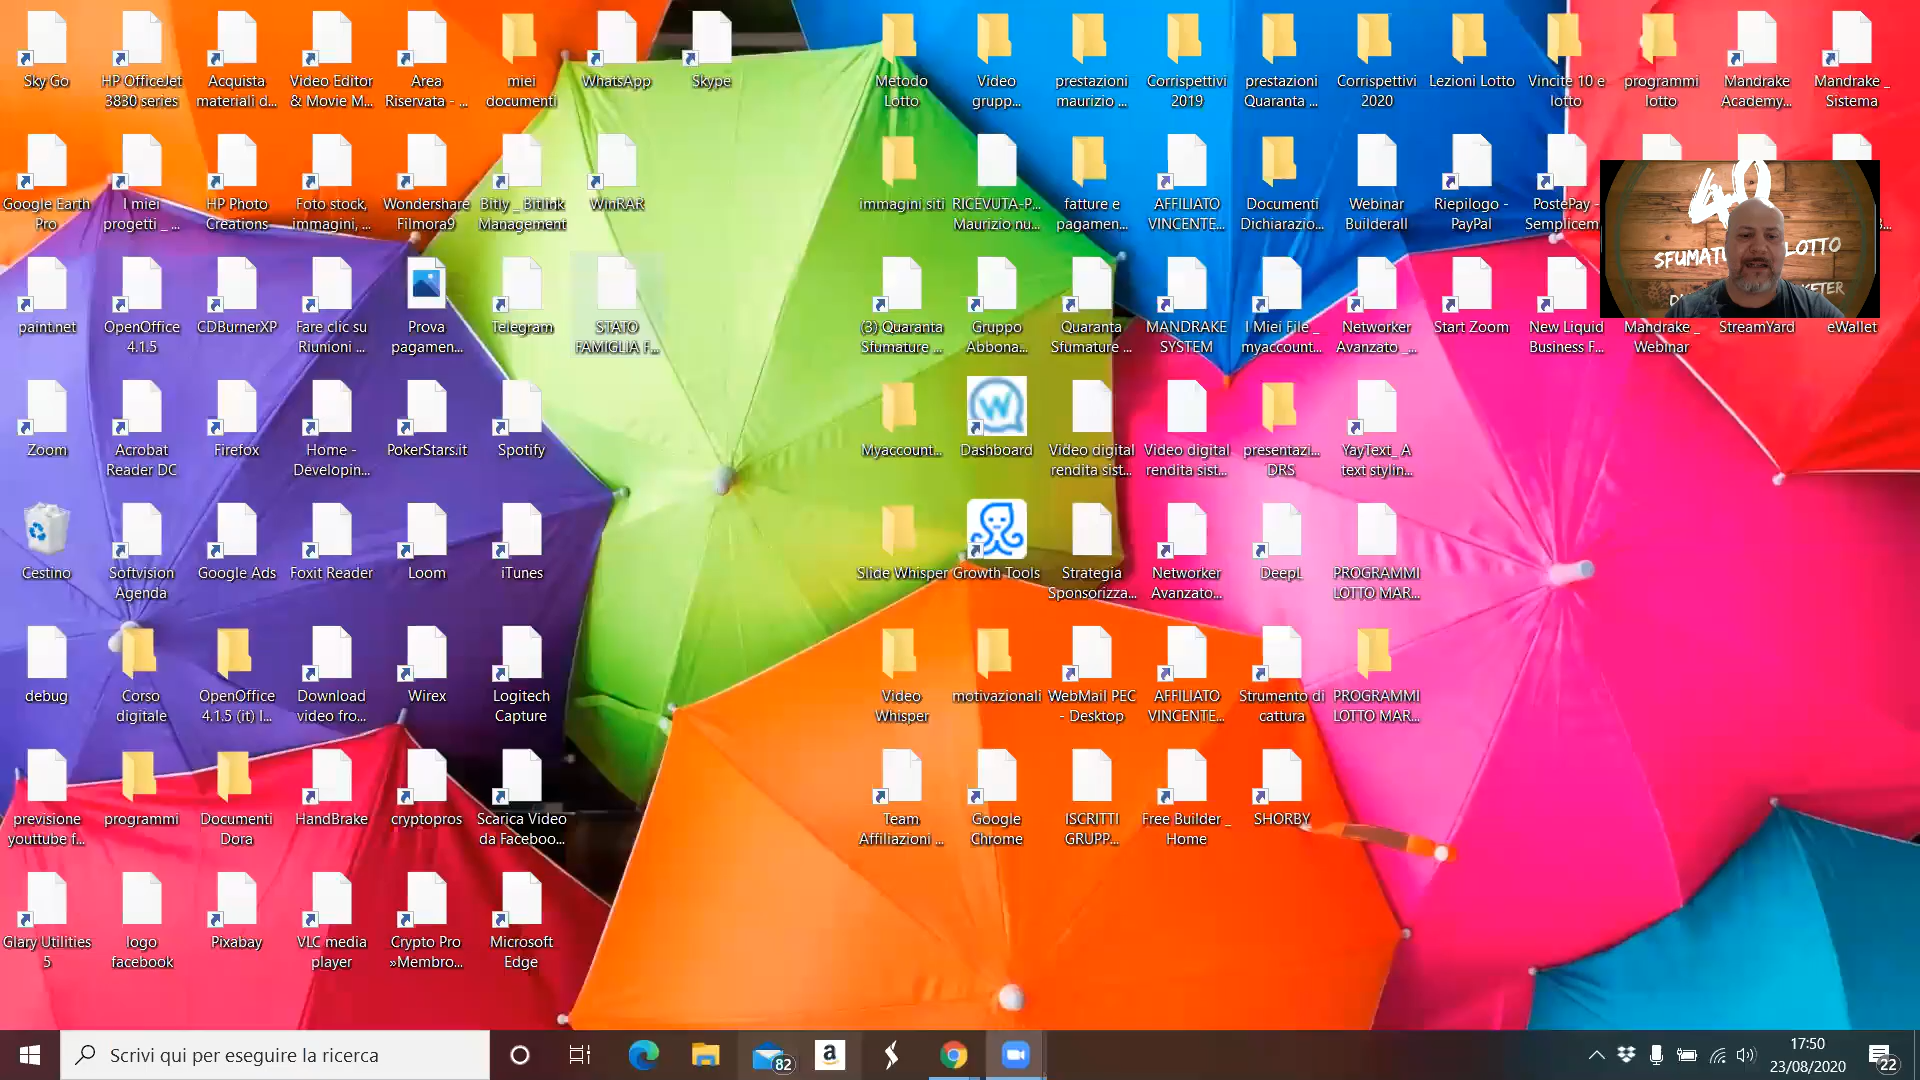 Sky Go
HP OfficeJet
3830 series
Acquista
materiali d...
Video Editor
& Movie M...
Area
Riservata - ...
miei
documenti
WhatsApp
Skype
Metodo
Lotto
Video
grupp...
prestazioni
maurizio ...
Corrispettivi
2019
prestazioni
Quaranta ...
Corrispettivi
2020
Lezioni Lotto
Vincite 10 e
lotto
programmi
lotto
Mandrake
Academy...
Mandrake _
Sistema
Google Earth
Pro
I miei
progetti _ ...
HP Photo
Creations
Foto stock,
immagini, ...
Wondershare
Filmora9
Bitly _ Bitlink
Management
WinRAR
immagini siti
RICEVUTA-P...
Maurizio nu...
fatture e
pagamen...
AFFILIATO
VINCENTE...
Documenti
Dichiarazio...
Webinar
Builderall
Riepilogo -
PayPal
PostePay -
Semplicem
40
SFUMATU
LOTTO
paint.net
OpenOffice
4.1.5
CDBurnerXP
Fare clic su
Riunioni ...
Prova
pagamen...
Telegram
STATO
FAMIGLIA F...
(3) Quaranta
Sfumature ...
Gruppo
Abbona...
Quaranta
Sfumature ...
MANDRAKE
SYSTEM
I Miei File _
myaccount...
Networker
Avanzato _...
Start Zoom
New Liquid
Business F...
Mandrake _
Webinar
StreamYard
eWallet
Zoom
Acrobat
Reader DC
Firefox
Home -
Developin...
PokerStars.it
Spotify
Myaccount...
Dashboard
Video digital
rendita sist...
Video digital
rendita sist...
presentazi...
DRS
YayText_ A
text stylin...
Cestino
Softvision
Agenda
Google Ads
Foxit Reader
Loom
iTunes
Slide Whisper
Growth Tools
Strategia
Sponsorizza...
Networker
Avanzato...
DeepL
PROGRAMMI
LOTTO MAR...
debug
Corso
digitale
OpenOffice
4.1.5 (it) I...
Download
video fro...
Wirex
Logitech
Capture
Video
Whisper
motivazionali
WebMail PEC
- Desktop
AFFILIATO
VINCENTE...
Strumento di
cattura
PROGRAMMI
LOTTO MAR...
previsione
youttube f...
programmi
Documenti
Dora
HandBrake
cryptopros
Scarica Video
da Faceboo...
Team
Affiliazioni ...
Google
Chrome
ISCRITTI
GRUPP...
Free Builder _
Home
SHORBY
Glary Utilities
5
logo
facebook
Pixabay
VLC media
player
Crypto Pro
»Membro...
Microsoft
Edge
Scrivi qui per eseguire la ricerca
82
17:50
23/08/2020
22